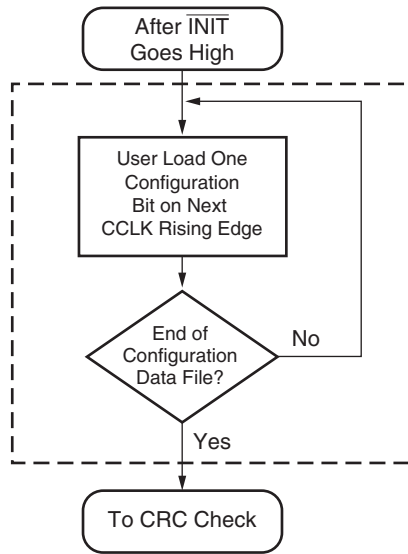 After INIT
Goes High
User Load One
Configuration
Bit on Next
CCLK Rising Edge
End of
Configuration
Data File?
No
Yes
To CRC Check